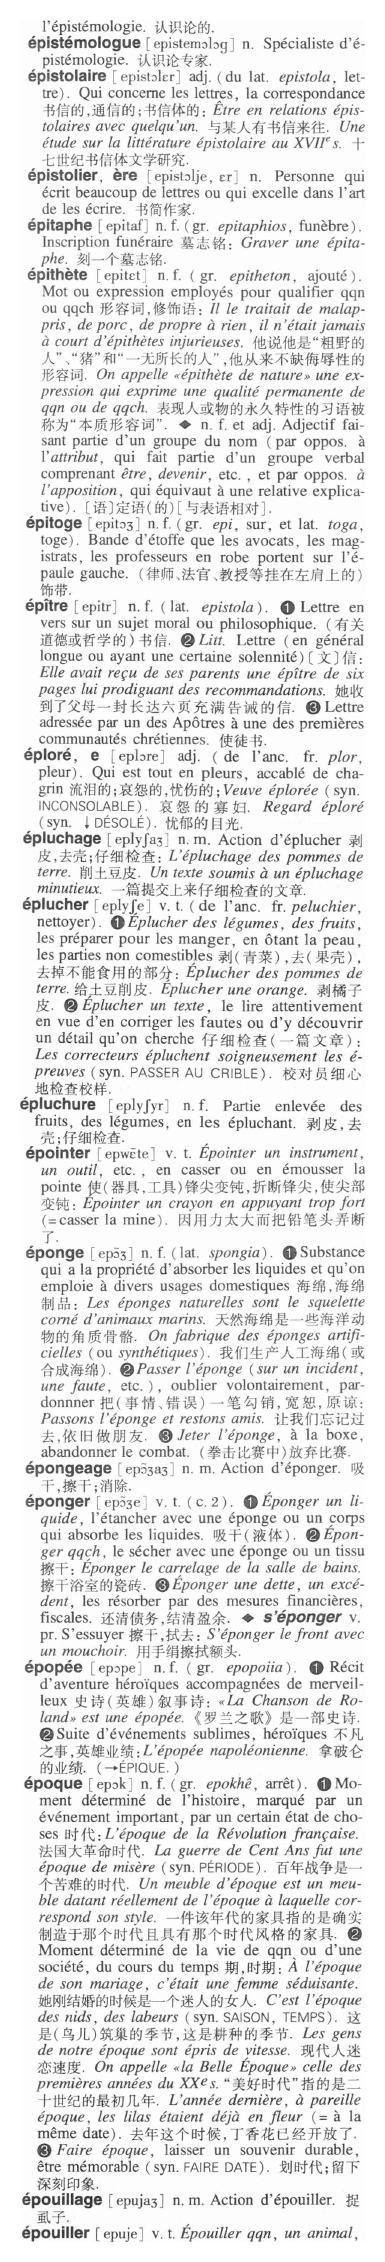 l'épistémologie. 认识论的.
épistémologue [epistemɔlɔg] n. Spécialiste d'é-
pistémologie. 认识论专家.
épistolaire [epistɔlɛr] adj. (du lat. epistola, let-
tre). Qui concerne les lettres, la correspondance
书信的,通信的;书信体的: Être en relations épis-
tolaires avec quelqu'un. 与某人有书信来往. Une
étude sur la littérature épistolaire au XVIIᵉ s. 十
七世纪书信体文学研究.
épistolier, ère [epistɔlje, ɛr] n. Personne qui
écrit beaucoup de lettres ou qui excelle dans l'art
de les écrire. 书简作家.
épitaphe [epitaf] n. f. (gr. epitaphios, funèbre).
Inscription funéraire 墓志铭: Graver une épita-
phe. 刻一个墓志铭.
épithète [epitɛt] n. f. (gr. epitheton, ajouté).
Mot ou expression employés pour qualifier qqn
ou qqch 形容词,修饰语: Il le traitait de malap-
pris, de porc, de propre à rien, il n'était jamais
à court d'épithètes injurieuses. 他说他是“粗野的
人”、“猪”和“一无所长的人”,他从来不缺侮辱性的
形容词. On appelle «épithète de nature» une ex-
pression qui exprime une qualité permanente de
qqn ou de qqch. 表现人或物的永久特性的习语被
称为“本质形容词”. ◆ n. f. et adj. Adjectif fai-
sant partie d'un groupe du nom (par oppos. à
l'attribut, qui fait partie d'un groupe verbal
comprenant être, devenir, etc., et par oppos. à
l'apposition, qui équivaut à une relative explica-
tive). [语]定语(的)[与表语相对].
épitoge [epitɔʒ] n. f. (gr. epi, sur, et lat. toga,
toge). Bande d'étoffe que les avocats, les mag-
istrats, les professeurs en robe portent sur l'é-
paule gauche. (律师、法官、教授等挂在左肩上的)
饰带.
épître [epitr] n. f. (lat. epistola). ❶ Lettre en
vers sur un sujet moral ou philosophique. (有关
道德或哲学的)书信. ❷ Litt. Lettre (en général
longue ou ayant une certaine solennité)[文]信:
Elle avait reçu de ses parents une épître de six
pages lui prodiguant des recommandations. 她收
到了父母一封长达六页充满告诫的信. ❸ Lettre
adressée par un des Apôtres à une des premières
communautés chrétiennes. 使徒书.
éploré, e [eplɔre] adj. (de l'anc. fr. plor,
pleur). Qui est tout en pleurs, accablé de cha-
grin 流泪的;哀怨的,忧伤的;Veuve éplorée (syn.
INCONSOLABLE). 哀怨的寡妇. Regard éploré
(syn. ↓DÉSOLÉ). 忧郁的目光.
épluchage [eplyʃaʒ] n. m. Action d'éplucher 剥
皮,去壳;仔细检查: L'épluchage des pommes de
terre. 削土豆皮. Un texte soumis à un épluchage
minutieux. 一篇提交上来仔细检查的文章.
éplucher [eplyʃe] v. t. (de l'anc. fr. peluchier,
nettoyer). ❶ Éplucher des légumes, des fruits,
les préparer pour les manger, en ôtant la peau,
les parties non comestibles 剥(青菜),去(果壳),
去掉不能食用的部分: Éplucher des pommes de
terre. 给土豆削皮. Éplucher une orange. 剥橘子
皮. ❷ Éplucher un texte, le lire attentivement
en vue d'en corriger les fautes ou d'y découvrir
un détail qu'on cherche 仔细检查(一篇文章):
Les correcteurs épluchent soigneusement les é-
preuves (syn. PASSER AU CRIBLE). 校对员细心
地检查校样.
épluchure [eplyʃyr] n. f. Partie enlevée des
fruits, des légumes, en les épluchant. 剥皮,去
壳;仔细检查.
épointer [epwɛ̃te] v. t. Épointer un instrument,
un outil, etc., en casser ou en émousser la
pointe 使(器具,工具)锋尖变钝,折断锋尖,使尖部
变钝: Épointer un crayon en appuyant trop fort
(=casser la mine). 因用力太大而把铅笔头弄断
了.
éponge [epɔ̃ʒ] n. f. (lat. spongia). ❶ Substance
qui a la propriété d'absorber les liquides et qu'on
emploie à divers usages domestiques 海绵,海绵
制品: Les éponges naturelles sont le squelette
corné d'animaux marins. 天然海绵是一些海洋动
物的角质骨骼. On fabrique des éponges artifi-
cielles (ou synthétiques). 我们生产人工海绵(或
合成海绵). ❷ Passer l'éponge (sur un incident,
une faute, etc.), oublier volontairement, par-
donnner 把(事情、错误)一笔勾销,宽恕,原谅:
Passons l'éponge et restons amis. 让我们忘记过
去,依旧做朋友. ❸ Jeter l'éponge, à la boxe,
abandonner le combat. (拳击比赛中)放弃比赛.
épongeage [epɔ̃ʒaʒ] n. m. Action d'éponger. 吸
干,擦干;消除.
éponger [epɔ̃ʒe] v. t. (c. 2). ❶ Éponger un li-
quide, l'étancher avec une éponge ou un corps
qui absorbe les liquides. 吸干(液体). ❷ Épon-
ger qqch, le sécher avec une éponge ou un tissu
擦干: Éponger le carrelage de la salle de bains.
擦干浴室的瓷砖. ❸ Éponger une dette, un excé-
dent, les résorber par des mesures financières,
fiscales. 还清债务,结清盈余. ◆ s'éponger v.
pr. S'essuyer 擦干,拭去: S'éponger le front avec
un mouchoir. 用手绢擦拭额头.
épopée [epɔpe] n. f. (gr. epopoiia). ❶ Récit
d'aventure héroïques accompagnées de merveil-
leux 史诗(英雄)叙事诗: «La Chanson de Ro-
land» est une épopée.《罗兰之歌》是一部史诗.
❷ Suite d'événements sublimes, héroïques 不凡
之事,英雄业绩: L'épopée napoléonienne. 拿破仑
的业绩. (→ÉPIQUE.)
époque [epɔk] n. f. (gr. epokhê, arrêt). ❶ Mo-
ment déterminé de l'histoire, marqué par un
événement important, par un certain état de cho-
ses 时代: L'époque de la Révolution française.
法国大革命时代. La guerre de Cent Ans fut une
époque de misère (syn. PÉRIODE). 百年战争是一
个苦难的时代. Un meuble d'époque est un meu-
ble datant réellement de l'époque à laquelle cor-
respond son style. 一件该年代的家具指的是确实
制造于那个时代且具有那个时代风格的家具. ❷
Moment déterminé de la vie de qqn ou d'une
société, du cours du temps 期,时期: À l'époque
de son mariage, c'était une femme séduisante.
她刚结婚的时候是一个迷人的女人. C'est l'époque
des nids, des labeurs (syn. SAISON, TEMPS). 这
是(鸟儿)筑巢的季节,这是耕种的季节. Les gens
de notre époque sont épris de vitesse. 现代人迷
恋速度. On appelle «la Belle Époque» celle des
premières années du XXᵉ s. “美好时代”指的是二
十世纪的最初几年. L'année dernière, à pareille
époque, les lilas étaient déjà en fleur (= à la
même date). 去年这个时候,丁香花已经开放了.
❸ Faire époque, laisser un souvenir durable,
être mémorable (syn. FAIRE DATE). 划时代;留下
深刻印象.
épouillage [epujaʒ] n. m. Action d'épouiller. 捉
虱子.
épouiller [epuje] v. t. Épouiller qqn, un animal,